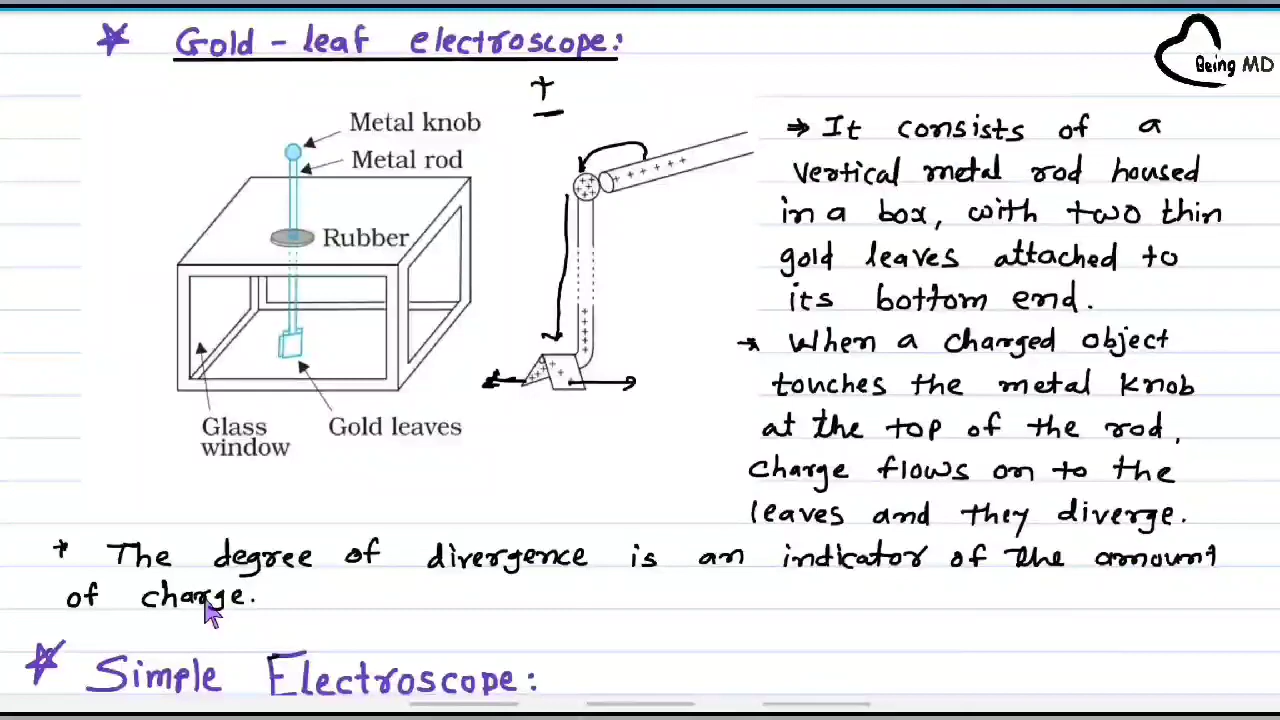 ☆ Gold - leaf electroscope:
Being MD
+
Metal knob
Metal rod
Rubber
Glass
window
Gold leaves
→ It consists of a
vertical metal rod housed
in a box, with two thin
gold leaves attached to
its bottom end.
→ When a charged object
touches the metal knob
at the top of the rod,
charge flows on to the
leaves and they diverge.
* The degree of divergence is an indicator of the amount
of charge.
☆ Simple Electroscope: